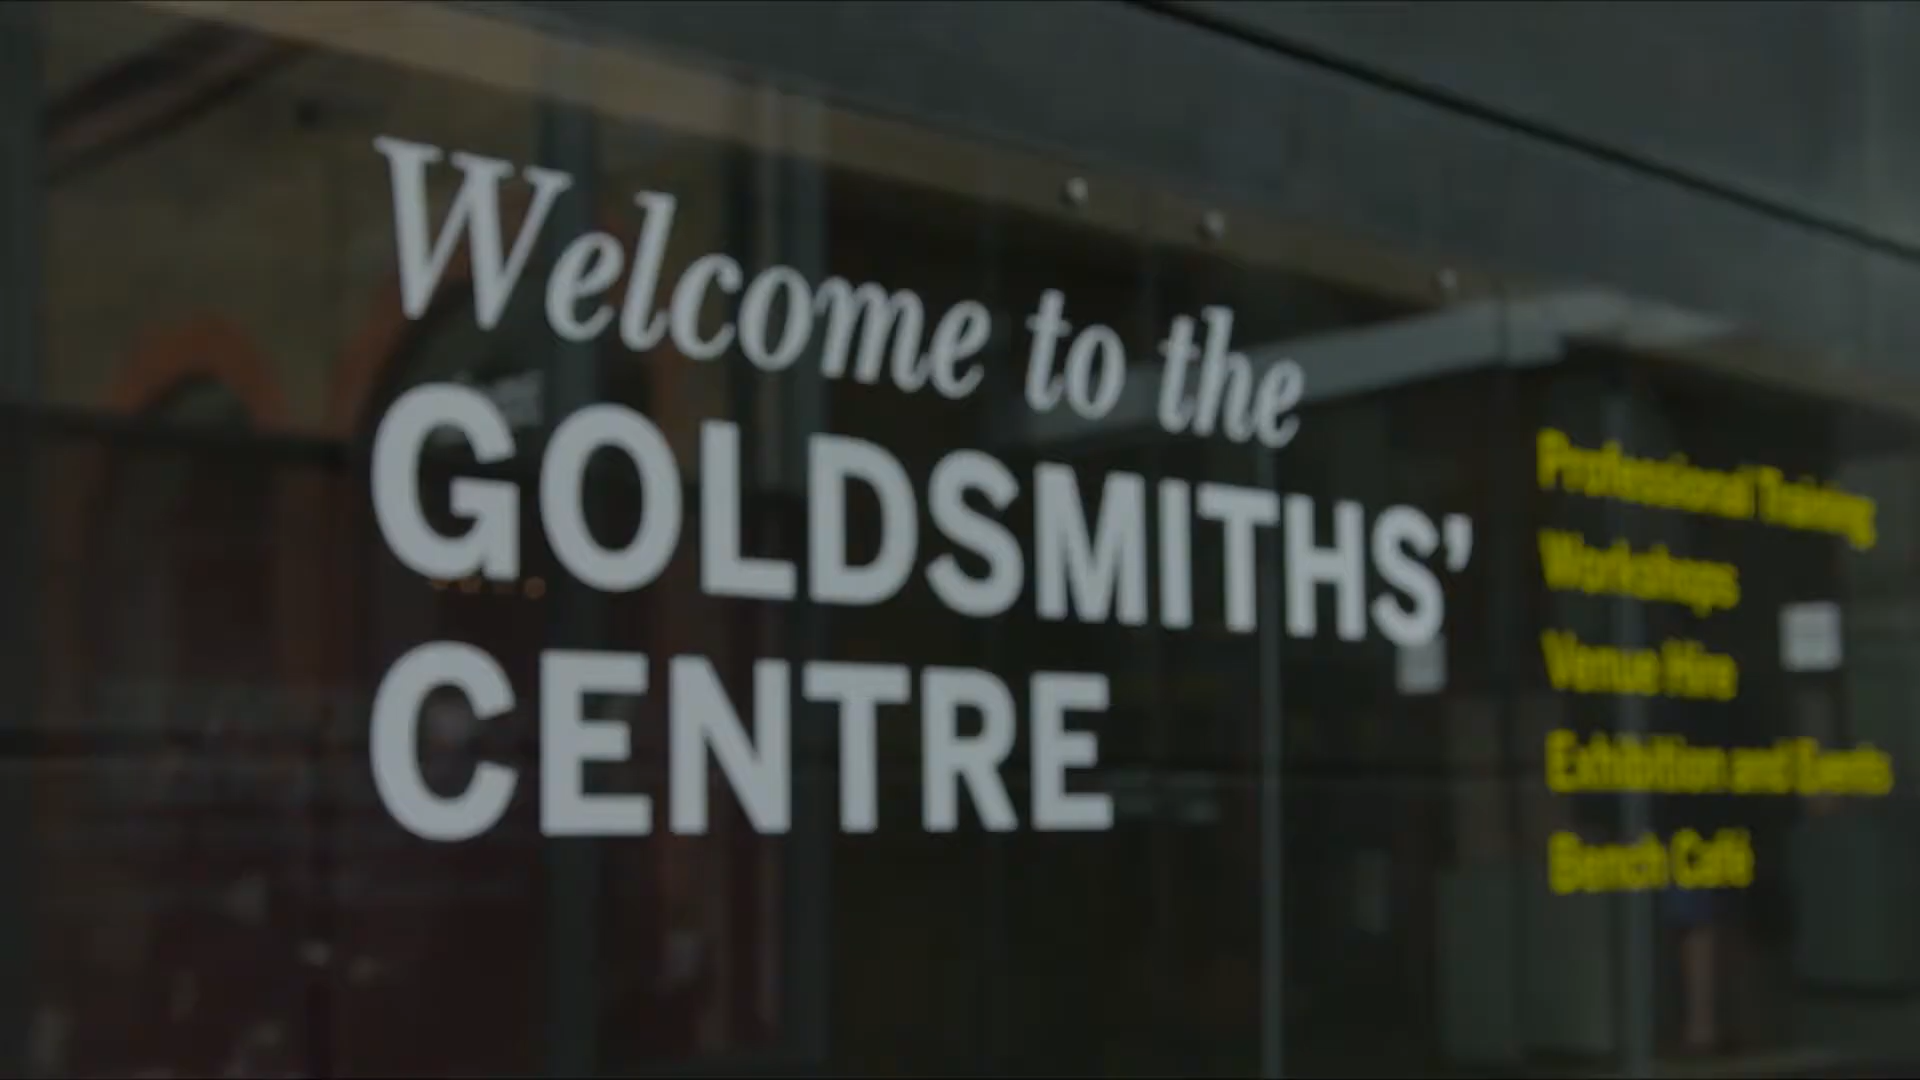 Welcome to the
GOLDSMITHS’
CENTRE
Professional Training
Workshops
Venue Hire
Exhibition and Events
Bench Café